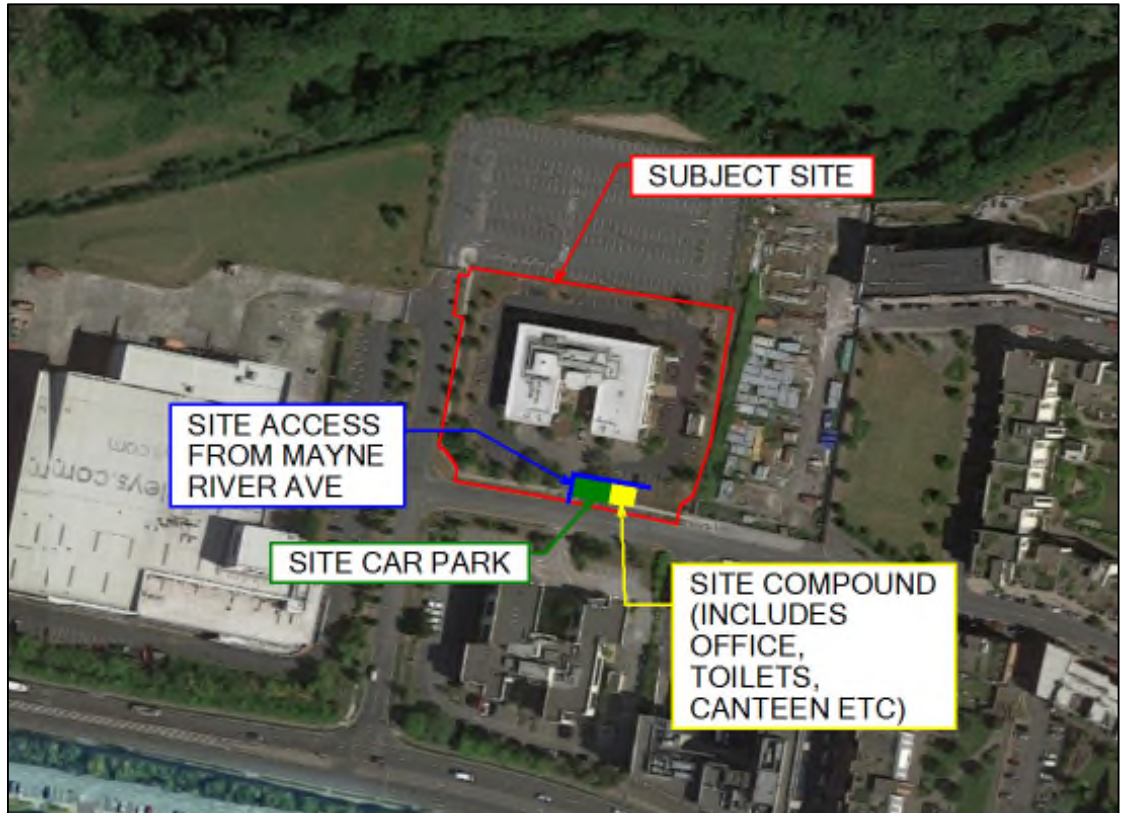 SUBJECT SITE
SITE ACCESS
FROM MAYNE
RIVER AVE
SITE CAR PARK
SITE COMPOUND
(INCLUDES
OFFICE,
TOILETS,
CANTEEN ETC)